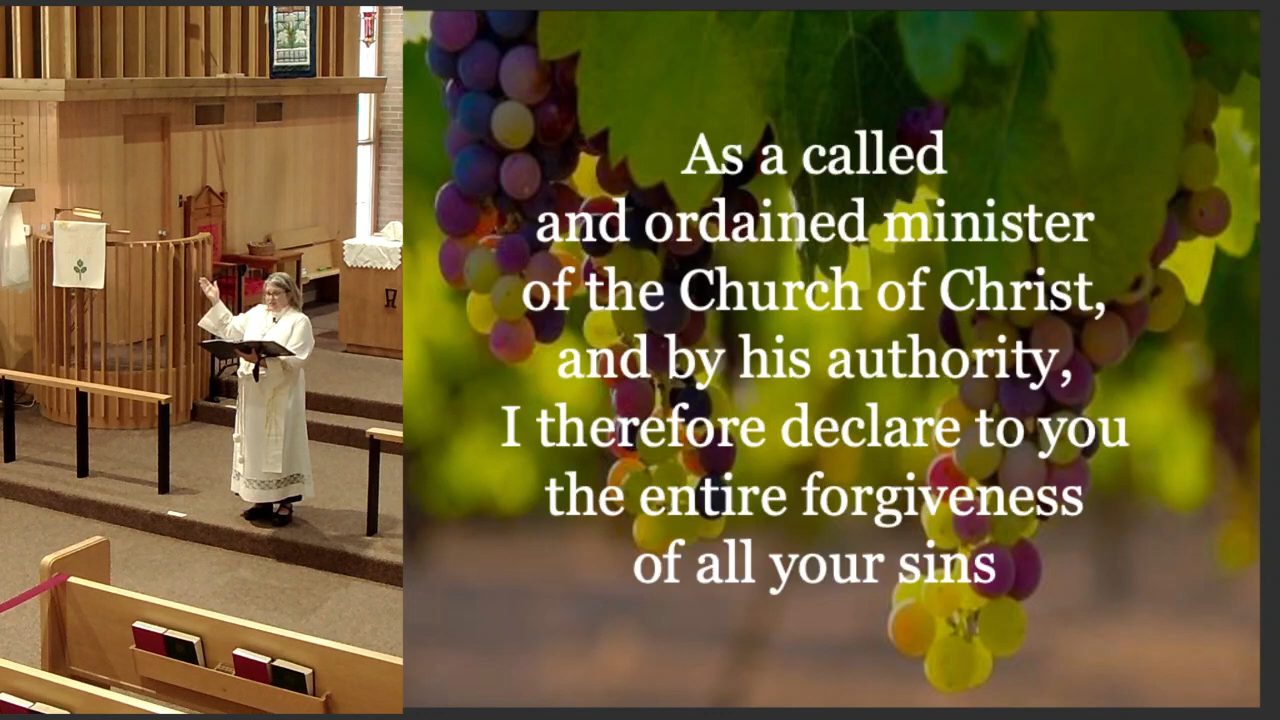 As a called
and ordained minister
of the Church of Christ,
and by his authority,
I therefore declare to you
the entire forgiveness
of all your sins